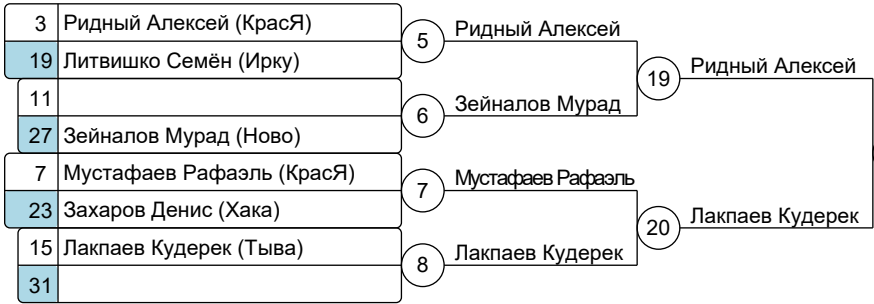 3 Ридный Алексей (КрасЯ)
5 Ридный Алексей
19 Литвишко Семён (Ирку)
19 Ридный Алексей
11
6 Зейналов Мурад
27 Зейналов Мурад (Ново)
7 Мустафаев Рафаэль (КрасЯ)
7 Мустафаев Рафаэль
23 Захаров Денис (Хака)
20 Лакпаев Кудерек
15 Лакпаев Кудерек (Тыва)
8 Лакпаев Кудерек
31